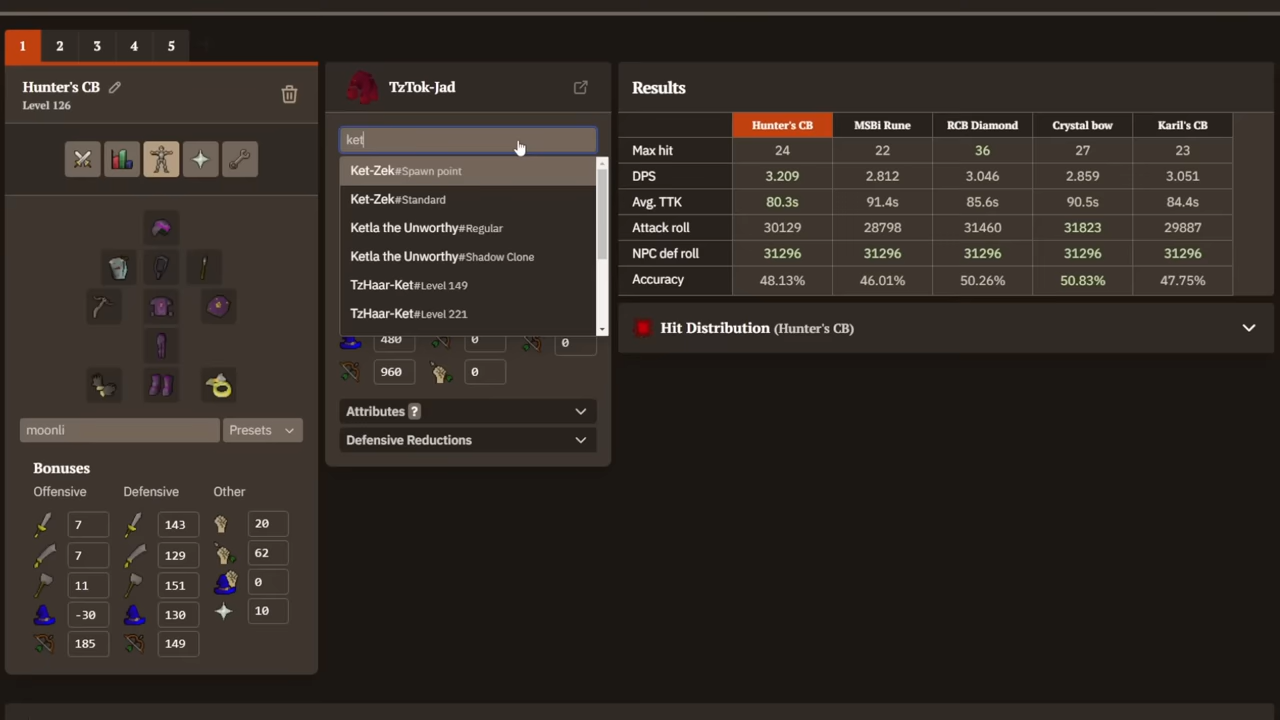 1 2 3 4 5
Hunter's CB
Level 126
moonli Presets
Bonuses
Offensive Defensive Other
7 143 20
7 129 62
11 151 0
-30 130 10
185 149
TzTok-Jad
ket
Ket-Zek#Spawn point
Ket-Zek#Standard
Ketla the Unworthy#Regular
Ketla the Unworthy#Shadow Clone
TzHaar-Ket#Level 149
TzHaar-Ket#Level 221
480 0 0
960 0
Attributes ?
Defensive Reductions
Results
Hunter's CB MSBi Rune RCB Diamond Crystal bow Karil's CB
Max hit 24 22 36 27 23
DPS 3.209 2.812 3.046 2.859 3.051
Avg. TTK 80.3s 91.4s 85.6s 90.5s 84.4s
Attack roll 30129 28798 31460 31823 29887
NPC def roll 31296 31296 31296 31296 31296
Accuracy 48.13% 46.01% 50.26% 50.83% 47.75%
Hit Distribution (Hunter's CB)